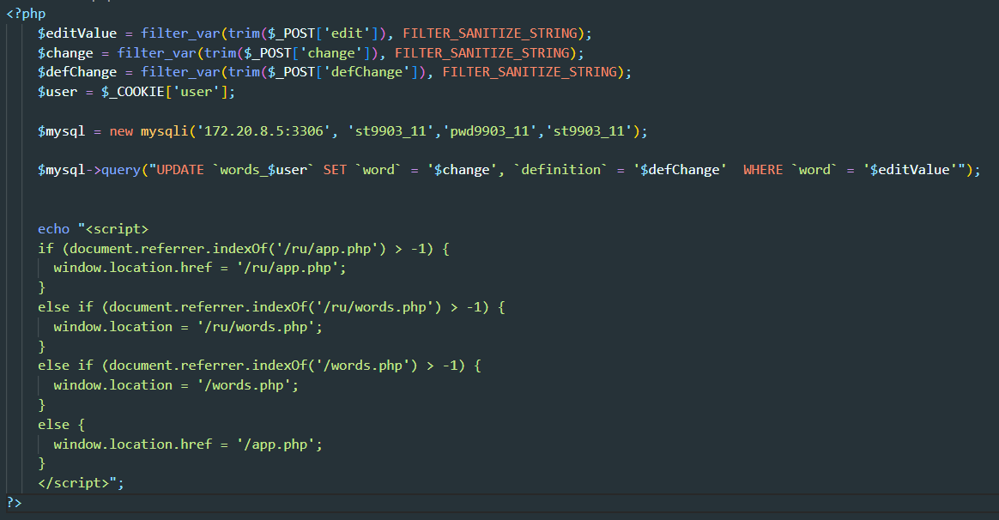 <?php
$editValue = filter_var(trim($_POST['edit']), FILTER_SANITIZE_STRING);
$change = filter_var(trim($_POST['change']), FILTER_SANITIZE_STRING);
$defChange = filter_var(trim($_POST['defChange']), FILTER_SANITIZE_STRING);
$user = $_COOKIE['user'];
$mysql = new mysqli('172.20.8.5:3306', 'st9903_11','pwd9903_11','st9903_11');
$mysql->query("UPDATE `words_$user` SET `word` = '$change', `definition` = '$defChange'  WHERE `word` = '$editValue'");
echo "<script>
if (document.referrer.indexOf('/ru/app.php') > -1) {
window.location.href = '/ru/app.php';
}
else if (document.referrer.indexOf('/ru/words.php') > -1) {
window.location = '/ru/words.php';
}
else if (document.referrer.indexOf('/words.php') > -1) {
window.location = '/words.php';
}
else {
window.location.href = '/app.php';
}
</script>";
?>